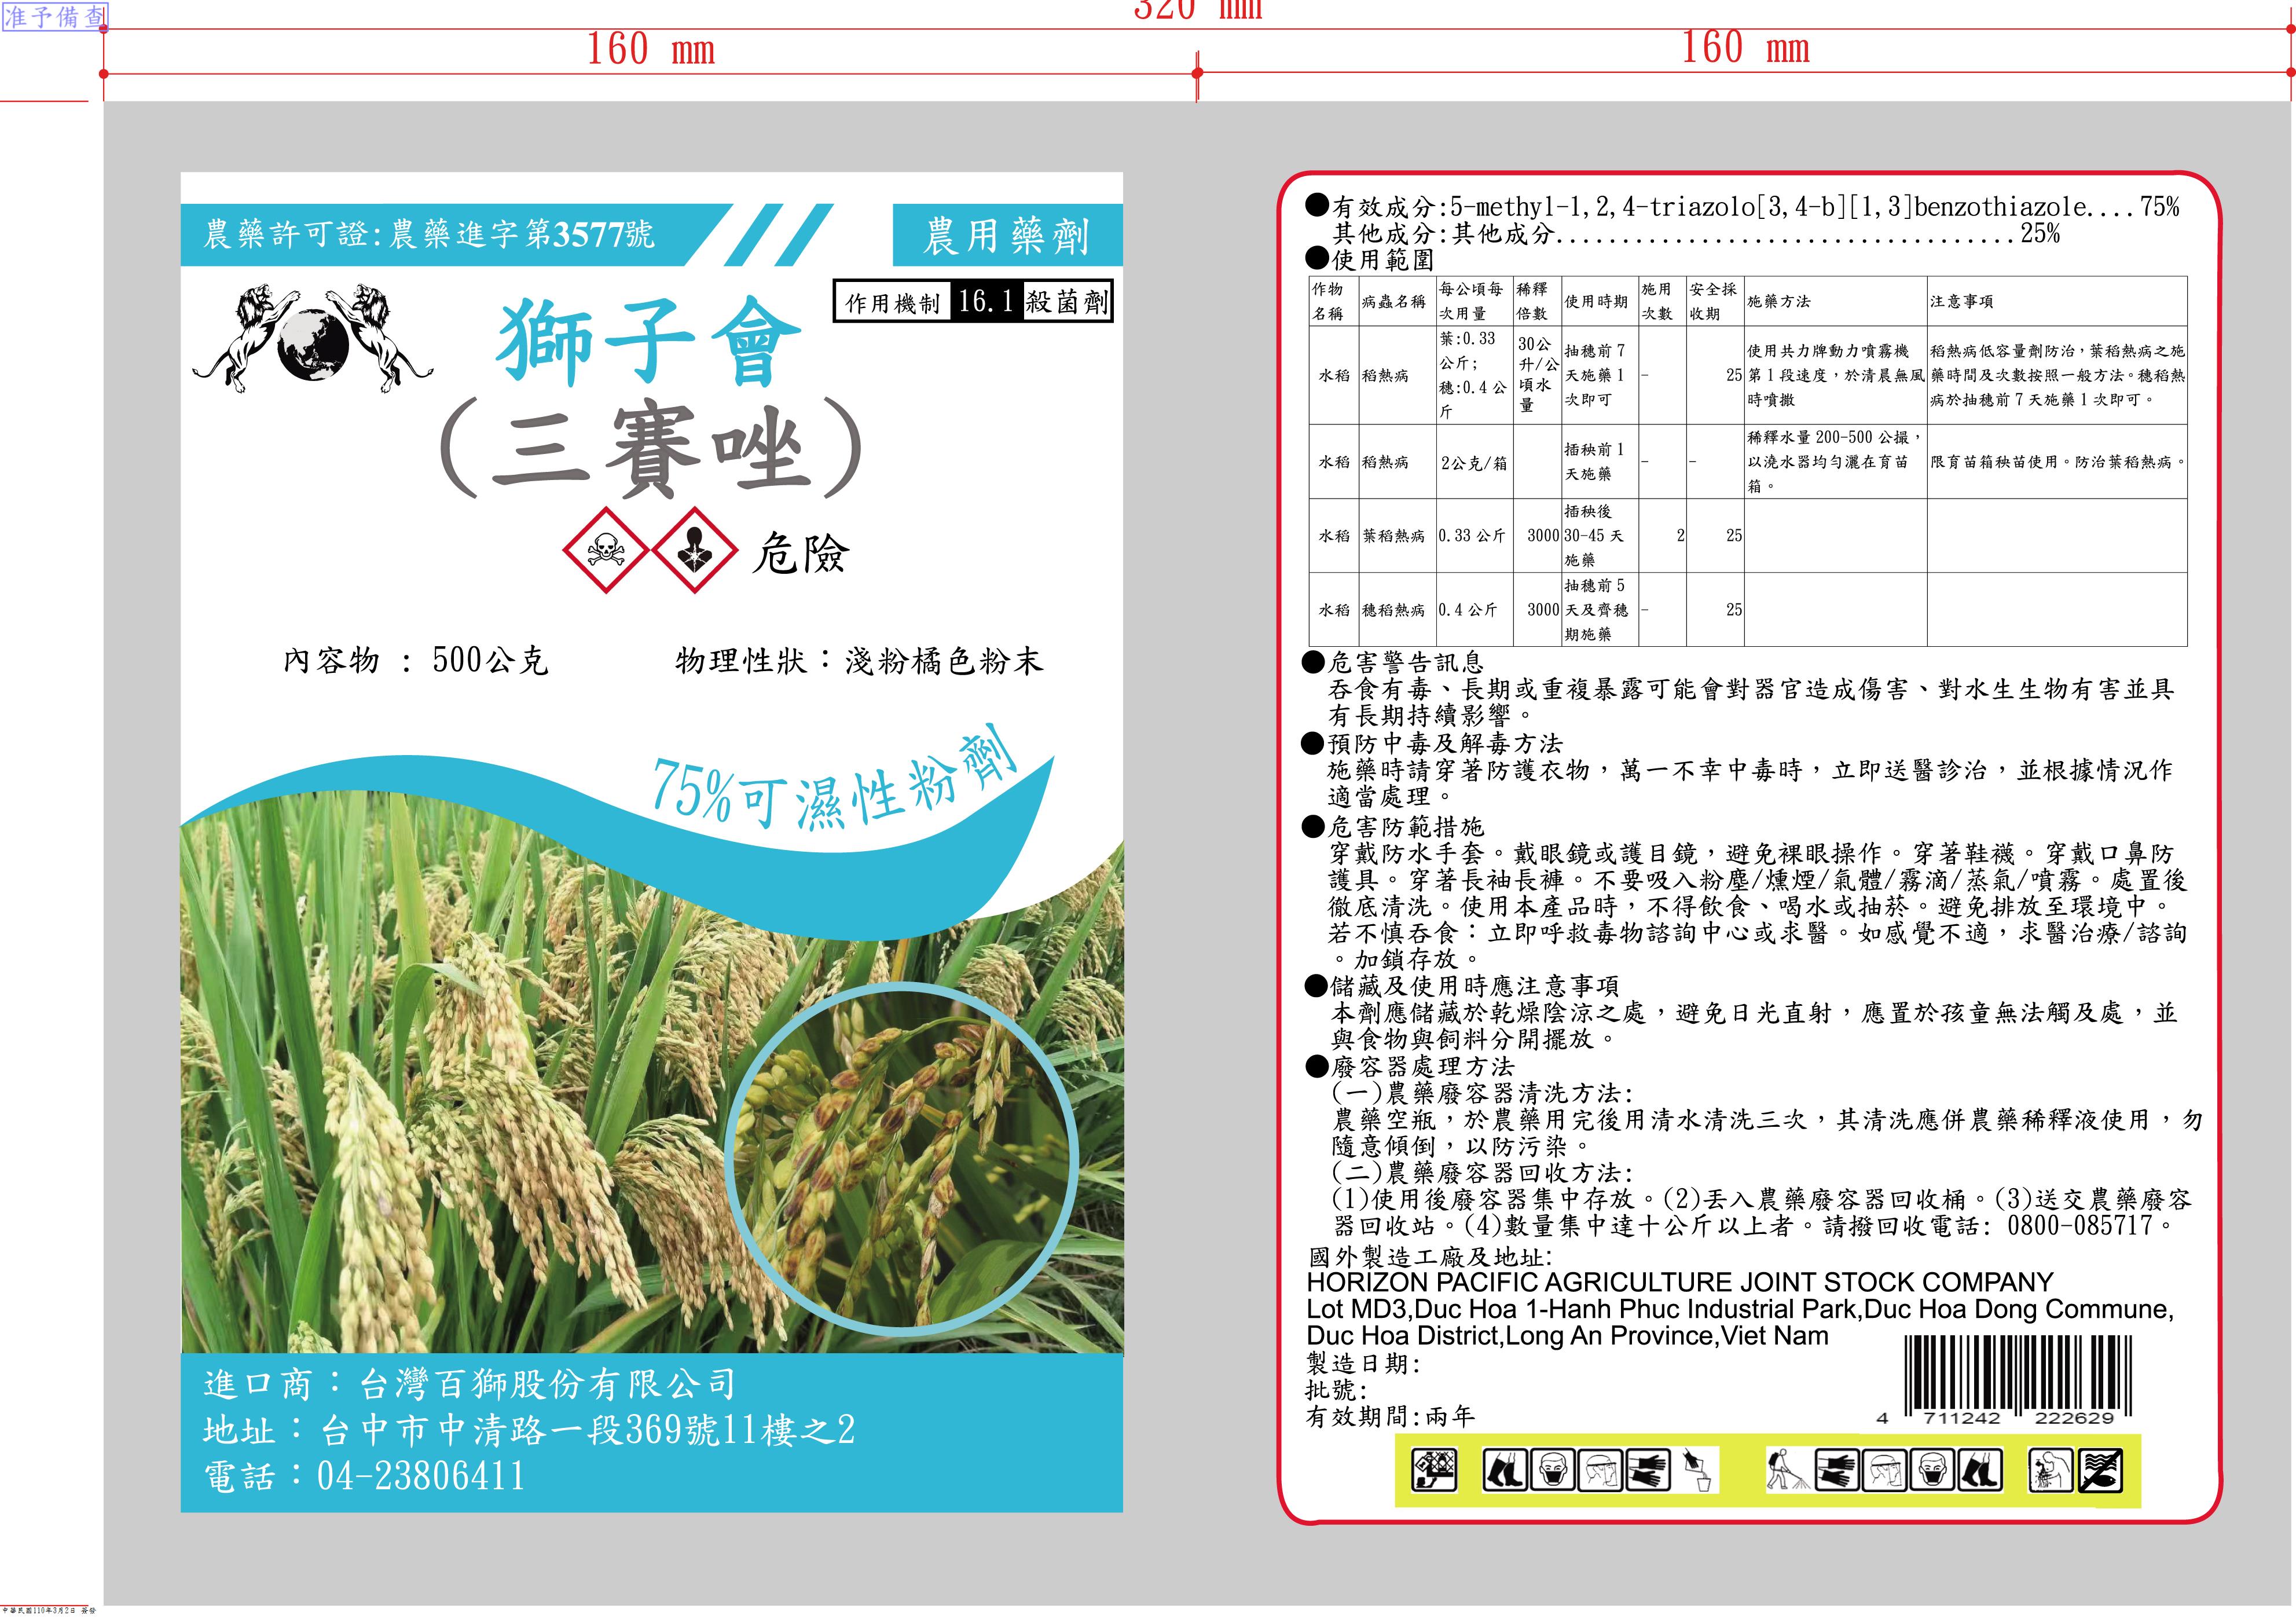 准予備查
320 mm
160 mm
160 mm
農藥許可證:農藥進字第3577號
農用藥劑
作用機制 16.1 殺菌劑
獅子會
(三賽唑)
危險
內容物 : 500公克
物理性狀：淺粉橘色粉末
75%可濕性粉劑
進口商：台灣百獅股份有限公司
地址：台中市中清路一段369號11樓之2
電話：04-23806411
●有效成分:5-methyl-1,2,4-triazolo[3,4-b][1,3]benzothiazole....75%
其他成分:其他成分...................................25%
●使用範圍
作物名稱 病蟲名稱 每公頃每次用量 稀釋倍數 使用時期 施用次數 安全採收期 施藥方法 注意事項
水稻 稻熱病 葉:0.33公斤;穗:0.4公斤 30公升/公頃水量 抽穗前7天施藥1次即可 - 25 使用共力牌動力噴霧機第1段速度，於清晨無風時噴撒 稻熱病低容量劑防治，葉稻熱病之施藥時間及次數按照一般方法。穗稻熱病於抽穗前7天施藥1次即可。
水稻 稻熱病 2公克/箱 插秧前1天施藥 - - 稀釋水量200-500公撮，以澆水器均勻灑在育苗箱。 限育苗箱秧苗使用。防治葉稻熱病。
水稻 葉稻熱病 0.33公斤 3000 插秧後30-45天施藥 2 25
水稻 穗稻熱病 0.4公斤 3000 抽穗前5天及齊穗期施藥 - 25
●危害警告訊息
吞食有毒、長期或重複暴露可能會對器官造成傷害、對水生生物有害並具
有長期持續影響。
●預防中毒及解毒方法
施藥時請穿著防護衣物，萬一不幸中毒時，立即送醫診治，並根據情況作
適當處理。
●危害防範措施
穿戴防水手套。戴眼鏡或護目鏡，避免裸眼操作。穿著鞋襪。穿戴口鼻防
護具。穿著長袖長褲。不要吸入粉塵/燻煙/氣體/霧滴/蒸氣/噴霧。處置後
徹底清洗。使用本產品時，不得飲食、喝水或抽菸。避免排放至環境中。
若不慎吞食：立即呼救毒物諮詢中心或求醫。如感覺不適，求醫治療/諮詢
。加鎖存放。
●儲藏及使用時應注意事項
本劑應儲藏於乾燥陰涼之處，避免日光直射，應置於孩童無法觸及處，並
與食物與飼料分開擺放。
●廢容器處理方法
(一)農藥廢容器清洗方法:
農藥空瓶，於農藥用完後用清水清洗三次，其清洗應併農藥稀釋液使用，勿
隨意傾倒，以防污染。
(二)農藥廢容器回收方法:
(1)使用後廢容器集中存放。(2)丟入農藥廢容器回收桶。(3)送交農藥廢容
器回收站。(4)數量集中達十公斤以上者。請撥回收電話: 0800-085717。
國外製造工廠及地址:
HORIZON PACIFIC AGRICULTURE JOINT STOCK COMPANY
Lot MD3,Duc Hoa 1-Hanh Phuc Industrial Park,Duc Hoa Dong Commune,
Duc Hoa District,Long An Province,Viet Nam
製造日期:
批號:
有效期間:兩年
4 711242 222629
中華民國110年3月2日 簽發